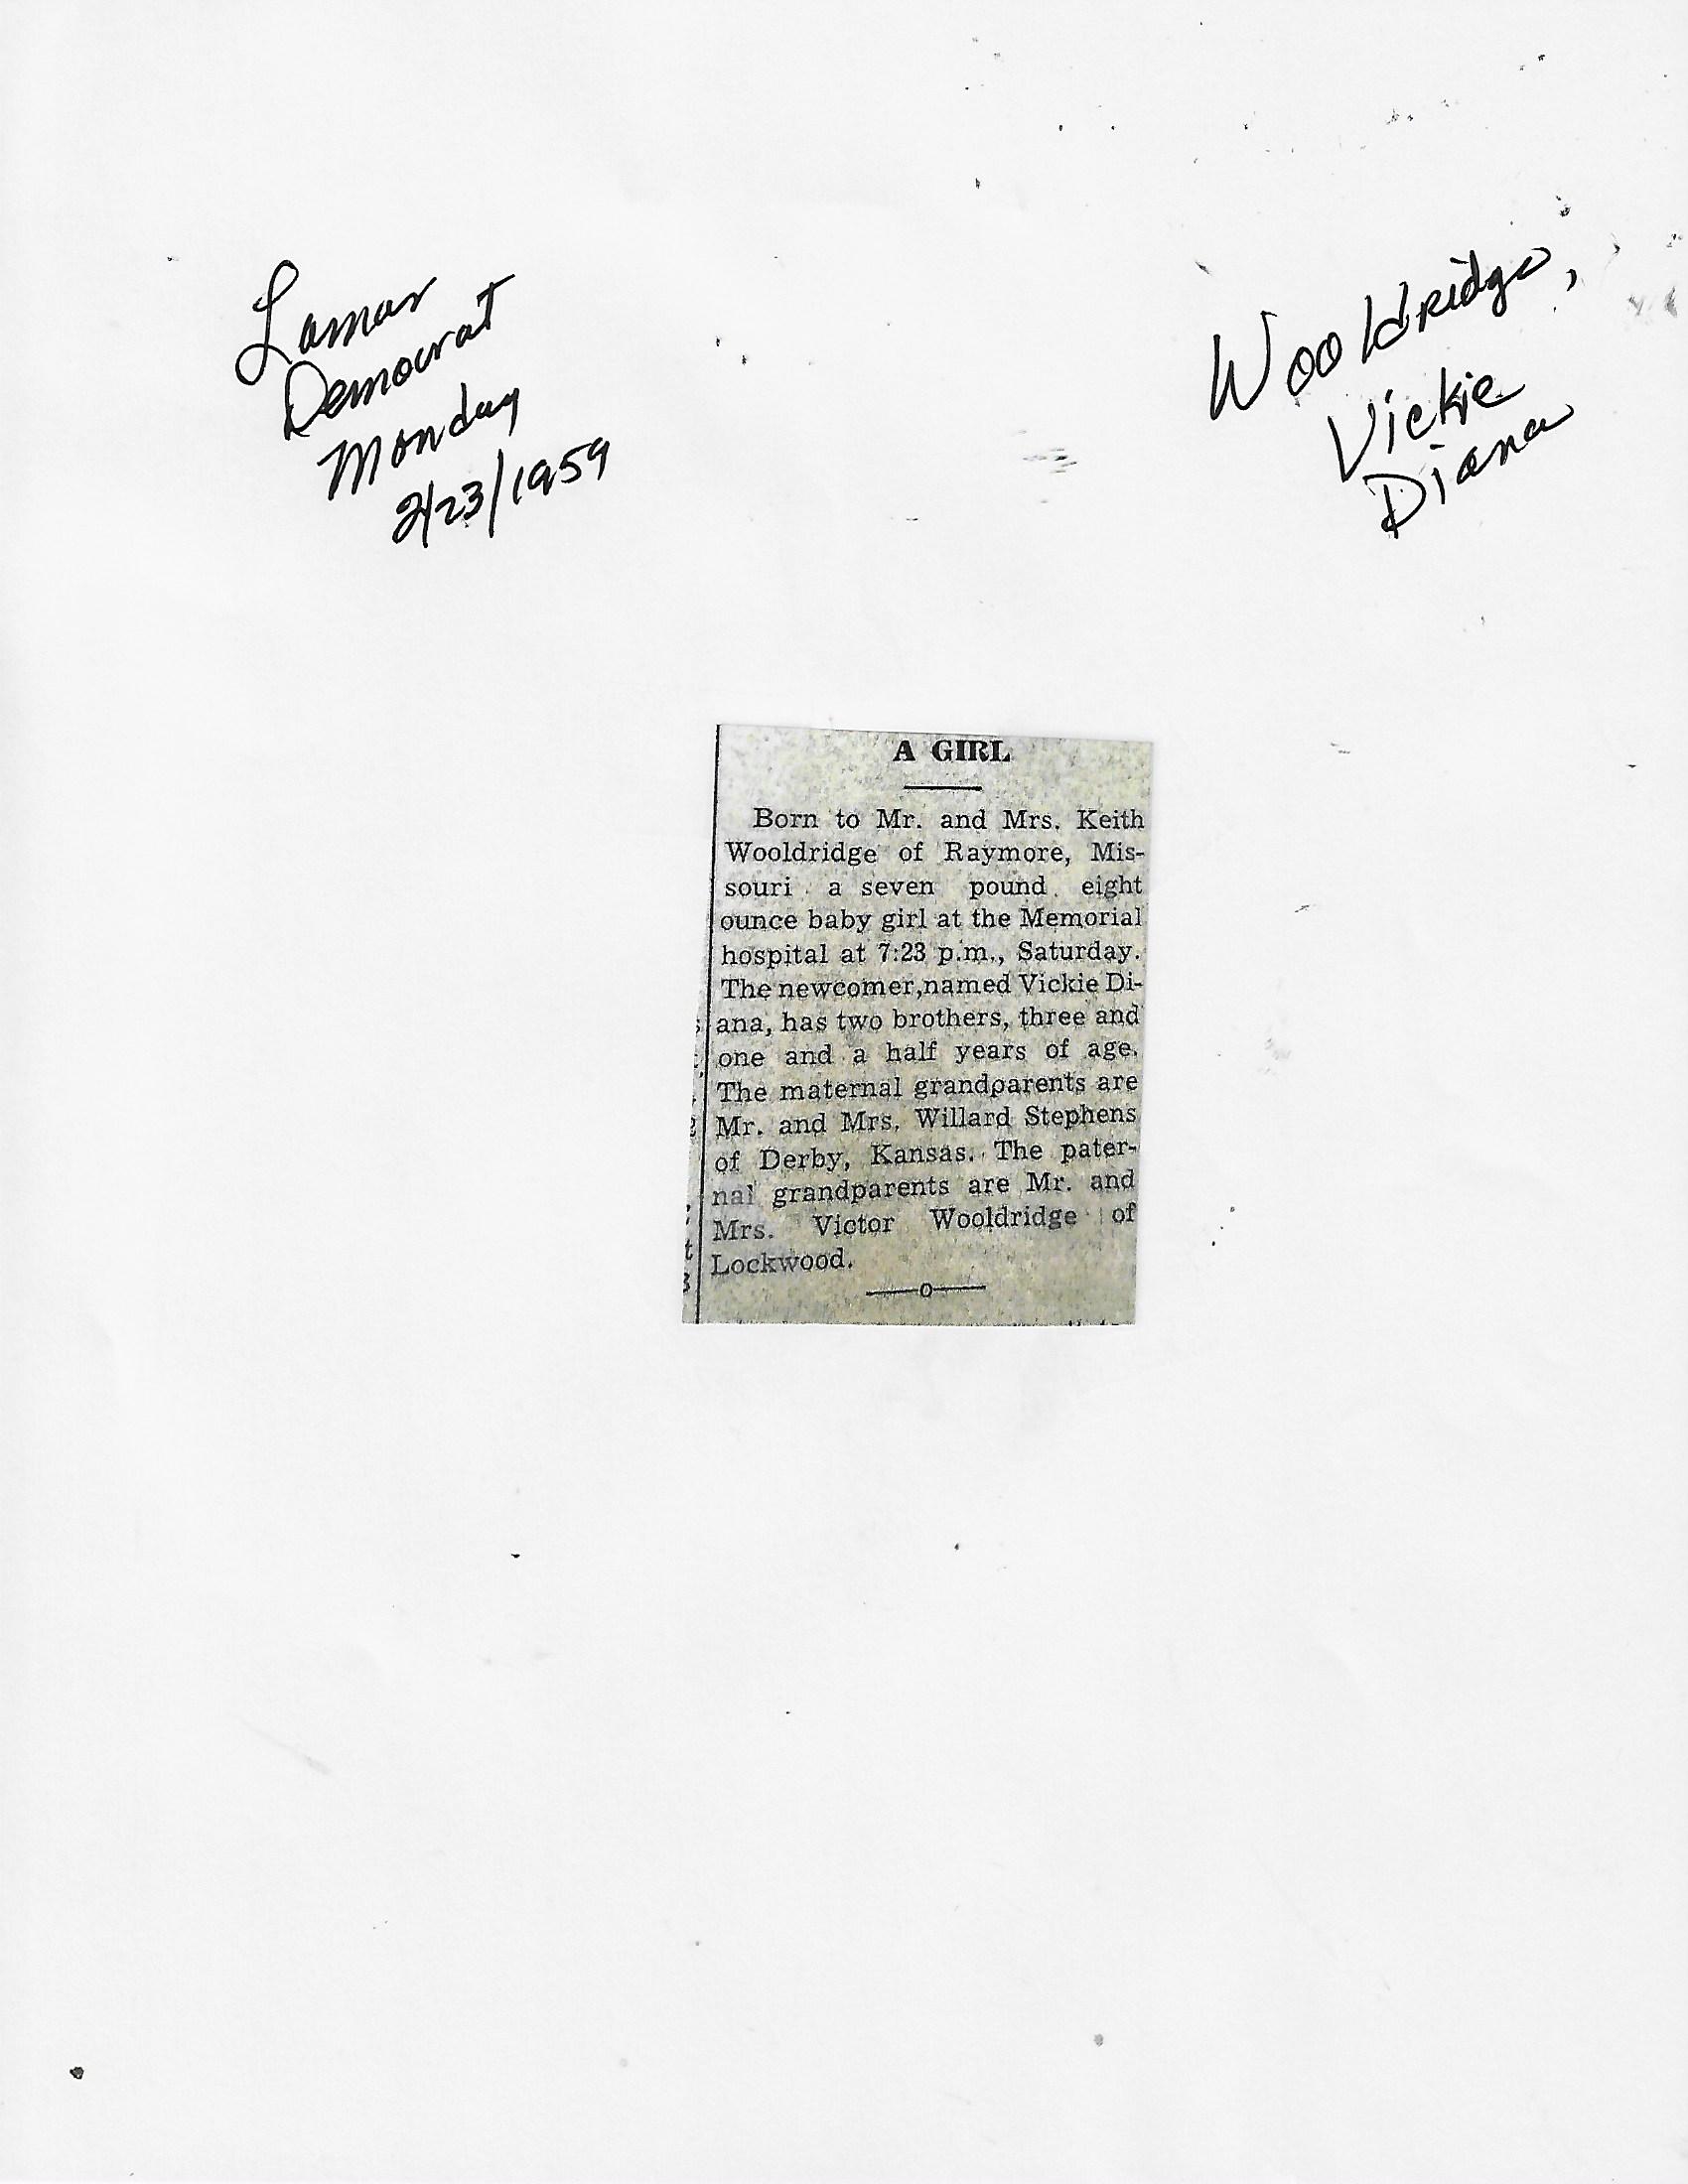 Lamar
Democrat
Monday
2/23/1959
Wooldridge,
Vickie
Diana
A GIRL
Born to Mr. and Mrs. Keith
Wooldridge of Raymore, Mis-
souri a seven pound eight
ounce baby girl at the Memorial
hospital at 7:23 p.m., Saturday.
The newcomer,named Vickie Di-
ana, has two brothers, three and
one and a half years of age.
The maternal grandparents are
Mr. and Mrs. Willard Stephens
of Derby, Kansas. The pater-
nal grandparents are Mr. and
Mrs. Victor Wooldridge of
Lockwood.